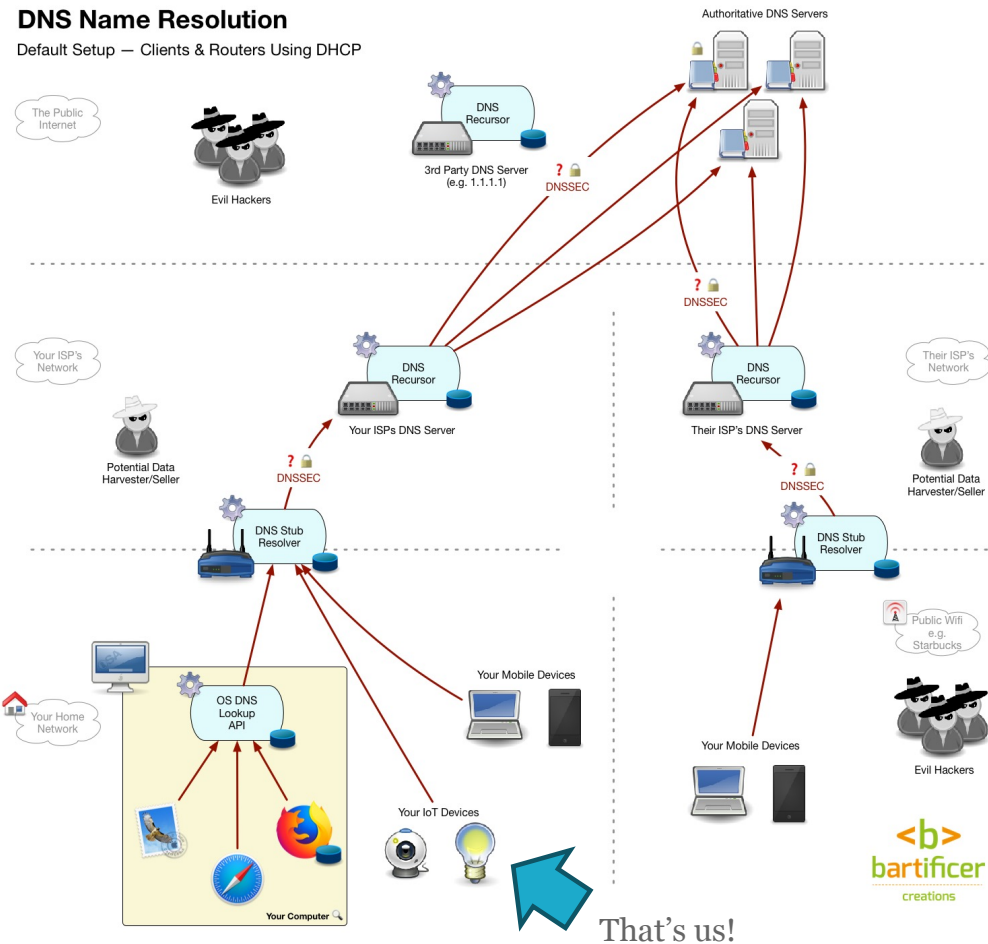 DNS Name Resolution
Default Setup — Clients & Routers Using DHCP
Authoritative DNS Servers
The Public
Internet
Evil Hackers
DNS
Recursor
3rd Party DNS Server
(e.g. 1.1.1.1)
?
DNSSEC
?
DNSSEC
Your ISP's
Network
DNS
Recursor
Your ISPs DNS Server
DNS
Recursor
Their ISP's DNS Server
Their ISP's
Network
Potential Data
Harvester/Seller
?
DNSSEC
?
DNSSEC
Potential Data
Harvester/Seller
DNS Stub
Resolver
DNS Stub
Resolver
Public Wifi
e.g.
Starbucks
Your Home
Network
OS DNS
Lookup
API
Your Mobile Devices
Your Mobile Devices
Evil Hackers
Your IoT Devices
Your Computer
That's us!
<b>
bartificer
creations